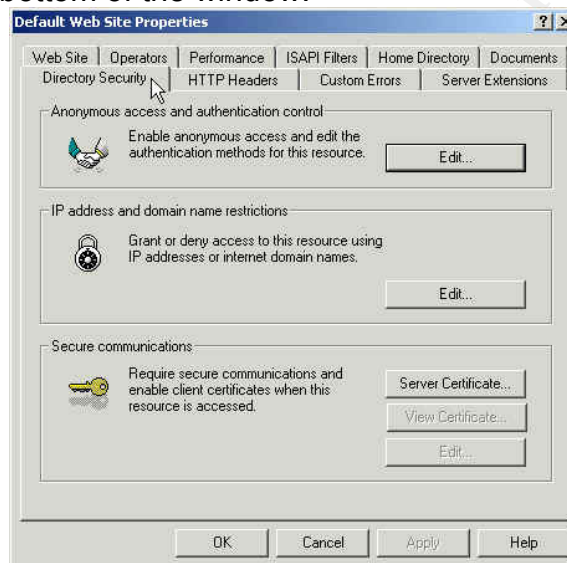 bottom of the window.
Default Web Site Properties
Web Site Operators Performance ISAPI Filters Home Directory Documents
Directory Security HTTP Headers Custom Errors Server Extensions
Anonymous access and authentication control
Enable anonymous access and edit the
authentication methods for this resource.
Edit...
IP address and domain name restrictions
Grant or deny access to this resource using
IP addresses or internet domain names.
Edit...
Secure communications
Require secure communications and
enable client certificates when this
resource is accessed.
Server Certificate...
View Certificate...
Edit...
OK Cancel Apply Help